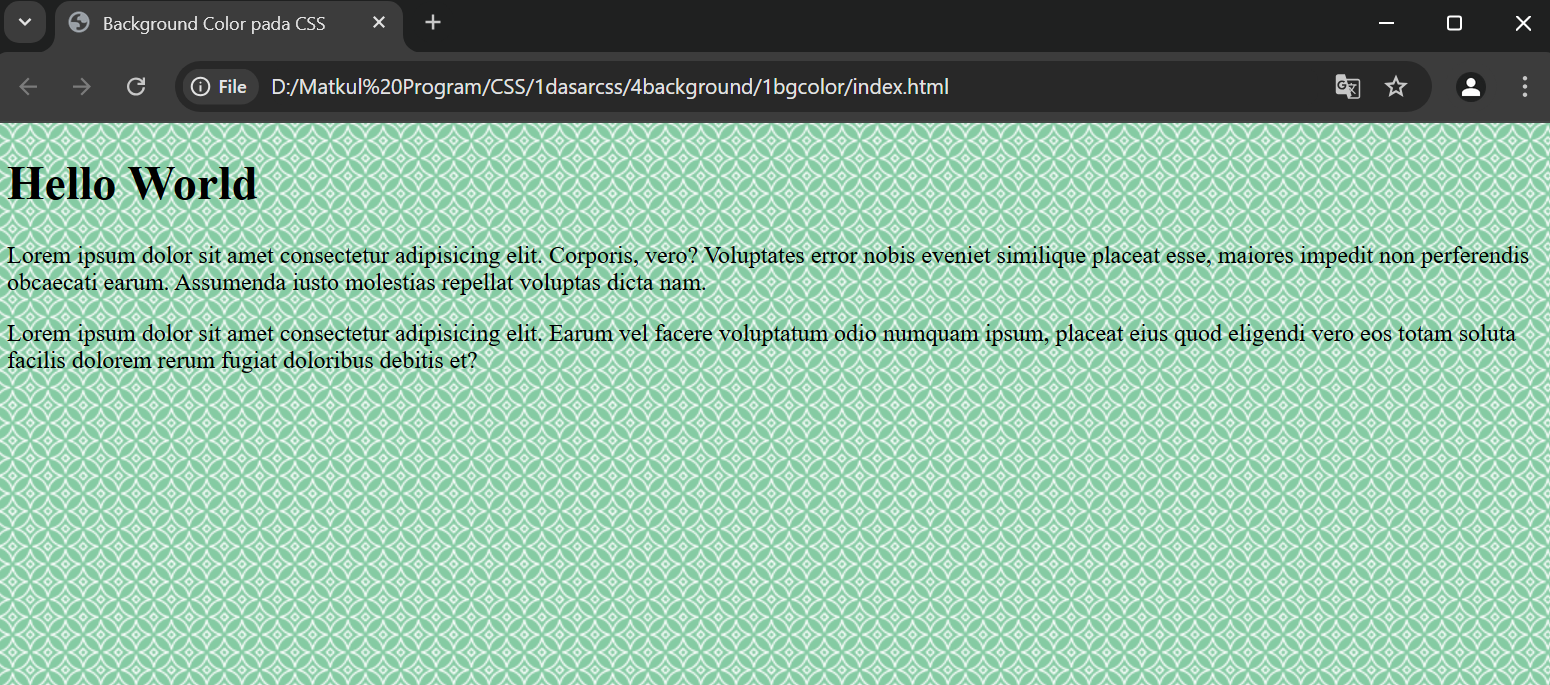 Background Color pada CSS
File D:/Matkul%20Program/CSS/1dasarcss/4background/1bgcolor/index.html
Hello World
Lorem ipsum dolor sit amet consectetur adipisicing elit. Corporis, vero? Voluptates error nobis eveniet similique placeat esse, maiores impedit non perferendis
obcaecati earum. Assumenda iusto molestias repellat voluptas dicta nam.
Lorem ipsum dolor sit amet consectetur adipisicing elit. Earum vel facere voluptatum odio numquam ipsum, placeat eius quod eligendi vero eos totam soluta
facilis dolorem rerum fugiat doloribus debitis et?